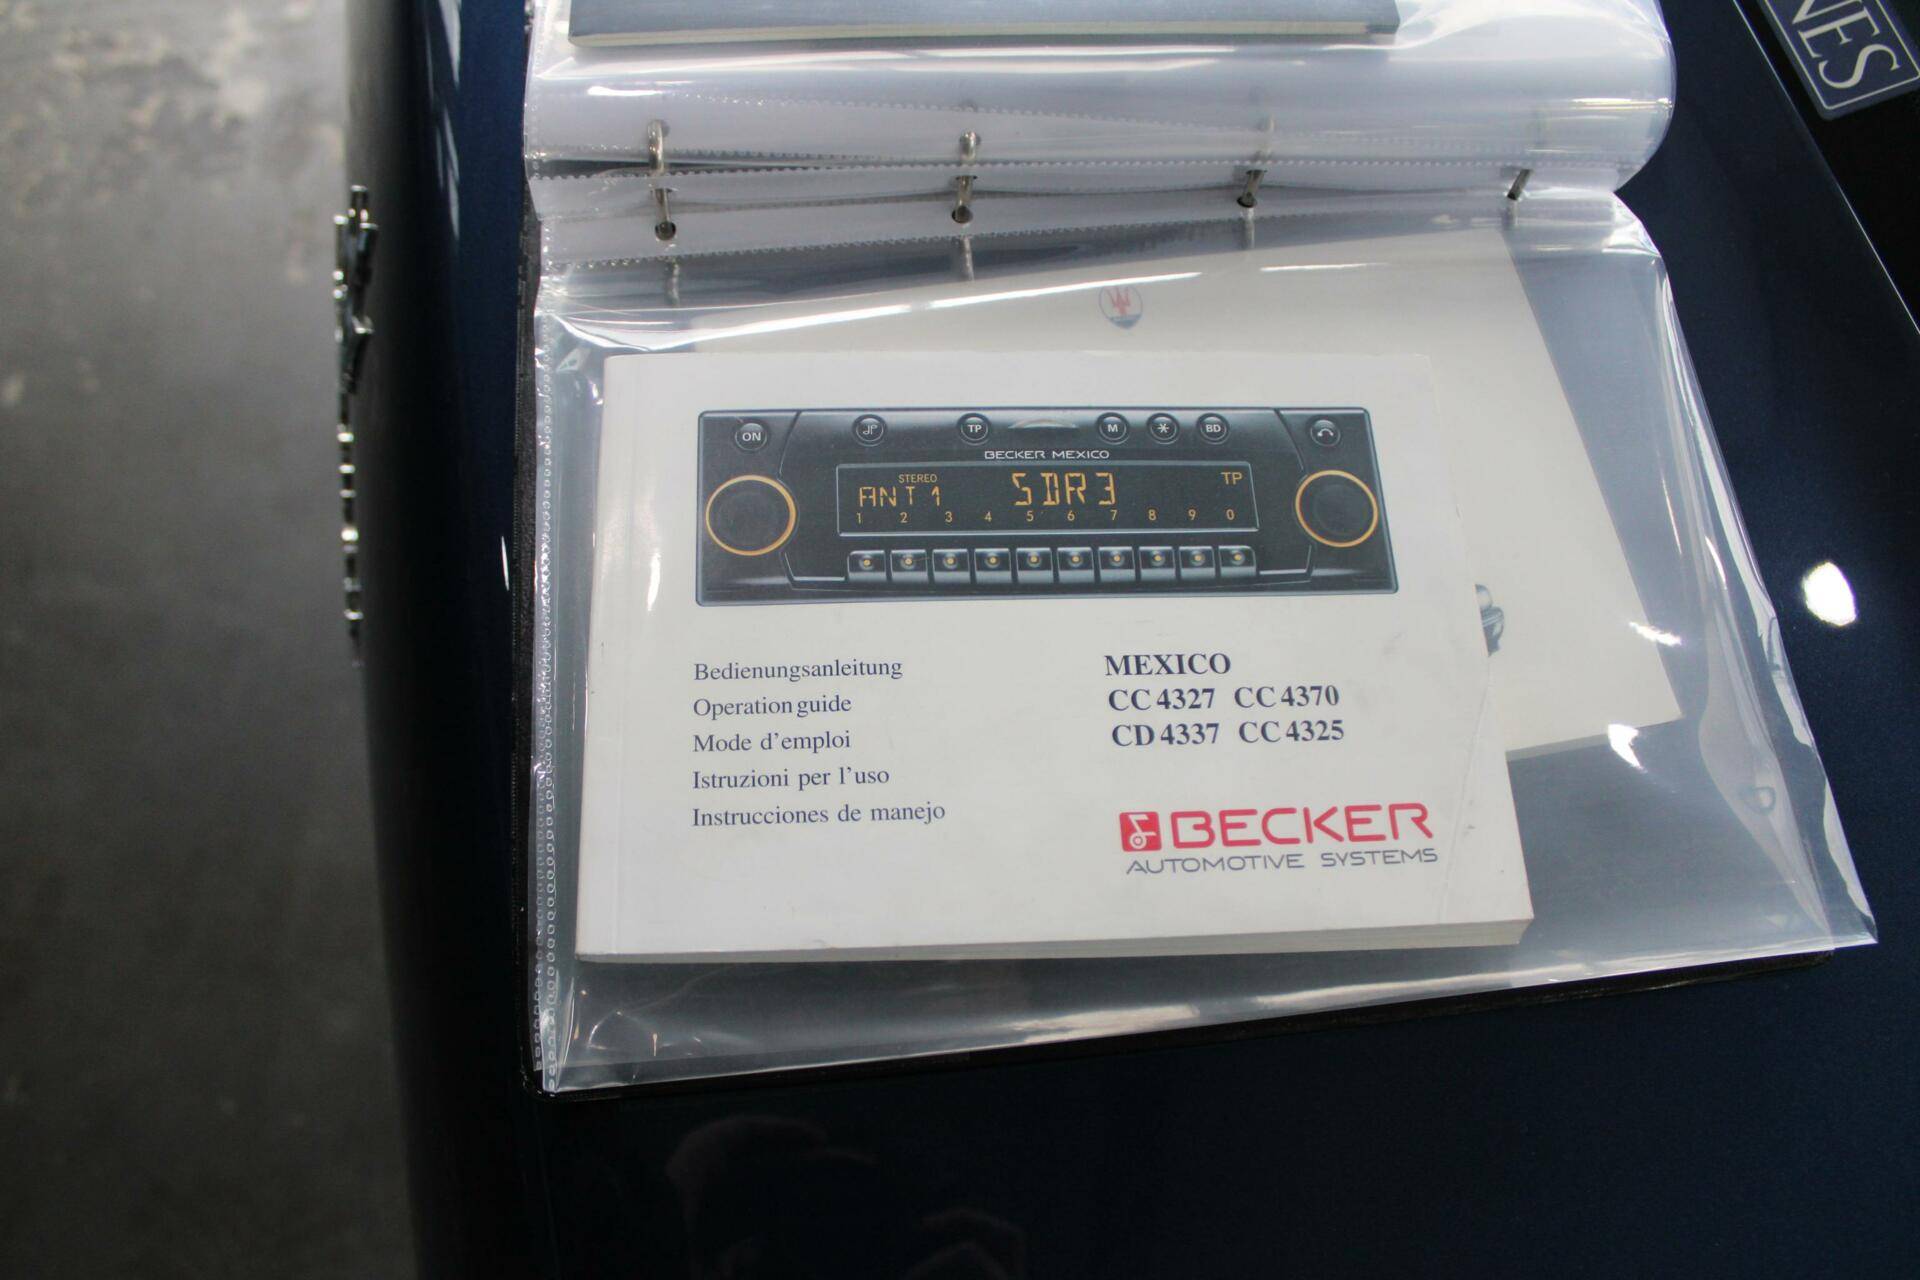 NES
ON
TP
M
BD
BECKER MEXICO
STEREO
TP
ANT1 SDR3
1 2 3 4 5 6 7 8 9 0
Bedienungsanleitung
Operation guide
Mode d'emploi
Istruzioni per l'uso
Instrucciones de manejo
MEXICO
CC 4327 CC 4370
CD 4337 CC 4325
BECKER
AUTOMOTIVE SYSTEMS